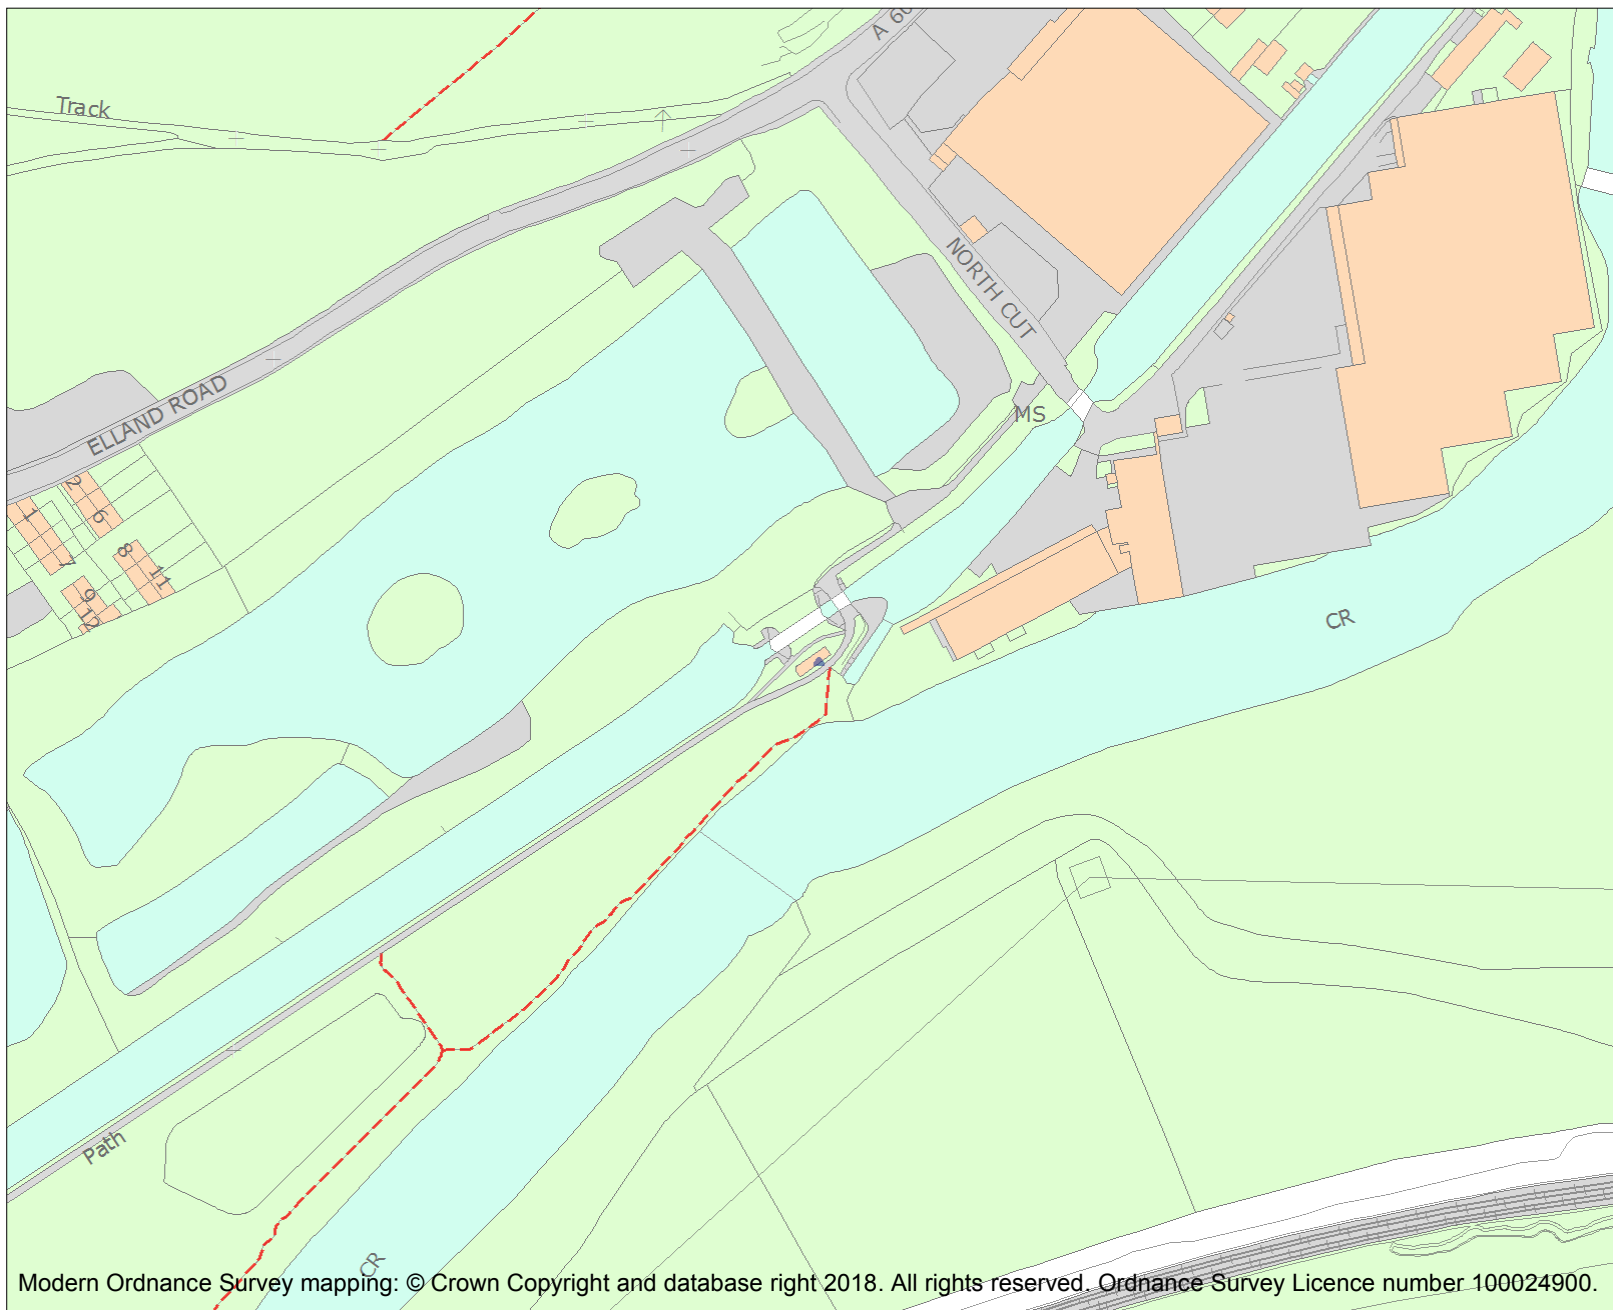 A 60
Track
NORTH CUT
ELLAND ROAD
MS
2
1
6
7
8
11
9
12
CR
Path
CR
Modern Ordnance Survey mapping: © Crown Copyright and database right 2018. All rights reserved. Ordnance Survey Licence number 100024900.